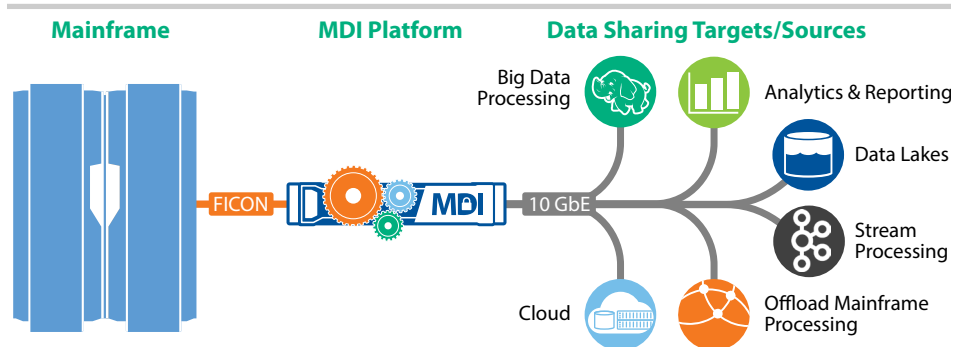 Mainframe
MDI Platform
Data Sharing Targets/Sources
Big Data
Processing
Analytics & Reporting
Data Lakes
FICON
MDI
10 GbE
Stream
Processing
Cloud
Offload Mainframe
Processing